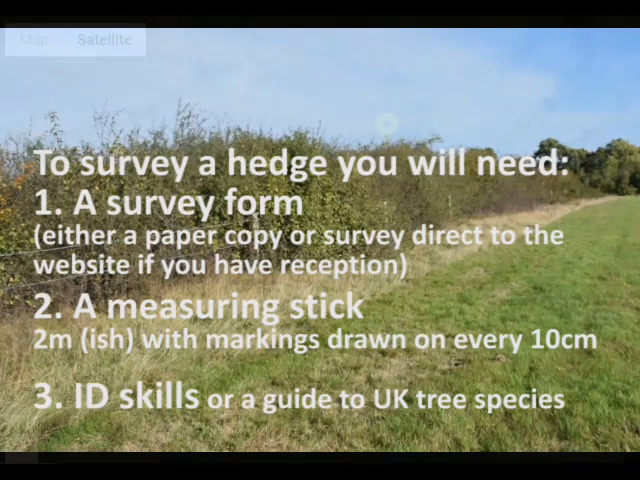 Map Satellite
To survey a hedge you will need:
1. A survey form
(either a paper copy or survey direct to the
website if you have reception)
2. A measuring stick
2m (ish) with markings drawn on every 10cm
3. ID skills or a guide to UK tree species